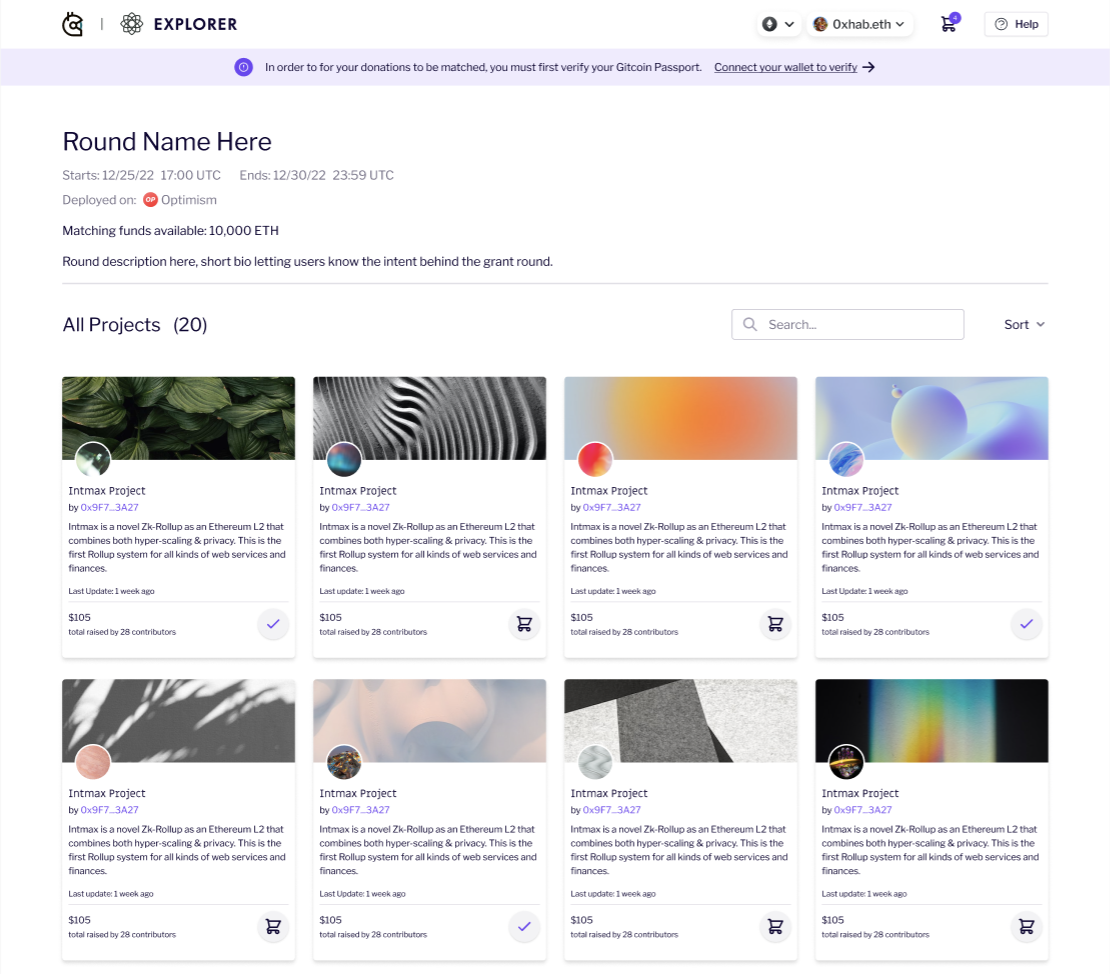 | EXPLORER
0xhab.eth
4
Help
In order to for your donations to be matched, you must first verify your Gitcoin Passport. Connect your wallet to verify
Round Name Here
Starts: 12/25/22 17:00 UTC Ends: 12/30/22 23:59 UTC
Deployed on: OP Optimism
Matching funds available: 10,000 ETH
Round description here, short bio letting users know the intent behind the grant round.
All Projects (20)
Search...
Sort
Intmax Project
by 0x9F7...3A27
Intmax is a novel Zk-Rollup as an Ethereum L2 that
combines both hyper-scaling & privacy. This is the
first Rollup system for all kinds of web services and
finances.
Last Update: 1 week ago
$105
total raised by 28 contributors
Intmax Project
by 0x9F7...3A27
Intmax is a novel Zk-Rollup as an Ethereum L2 that
combines both hyper-scaling & privacy. This is the
first Rollup system for all kinds of web services and
finances.
Last Update: 1 week ago
$105
total raised by 28 contributors
Intmax Project
by 0x9F7...3A27
Intmax is a novel Zk-Rollup as an Ethereum L2 that
combines both hyper-scaling & privacy. This is the
first Rollup system for all kinds of web services and
finances.
Last Update: 1 week ago
$105
total raised by 28 contributors
Intmax Project
by 0x9F7...3A27
Intmax is a novel Zk-Rollup as an Ethereum L2 that
combines both hyper-scaling & privacy. This is the
first Rollup system for all kinds of web services and
finances.
Last Update: 1 week ago
$105
total raised by 28 contributors
Intmax Project
by 0x9F7...3A27
Intmax is a novel Zk-Rollup as an Ethereum L2 that
combines both hyper-scaling & privacy. This is the
first Rollup system for all kinds of web services and
finances.
Last update: 1 week ago
$105
total raised by 28 contributors
Intmax Project
by 0x9F7...3A27
Intmax is a novel Zk-Rollup as an Ethereum L2 that
combines both hyper-scaling & privacy. This is the
first Rollup system for all kinds of web services and
finances.
Last Update: 1 week ago
$105
total raised by 28 contributors
Intmax Project
by 0x9F7...3A27
Intmax is a novel Zk-Rollup as an Ethereum L2 that
combines both hyper-scaling & privacy. This is the
first Rollup system for all kinds of web services and
finances.
Last update: 1 week ago
$105
total raised by 28 contributors
Intmax Project
by 0x9F7...3A27
Intmax is a novel Zk-Rollup as an Ethereum L2 that
combines both hyper-scaling & privacy. This is the
first Rollup system for all kinds of web services and
finances.
Last update: 1 week ago
$105
total raised by 28 contributors